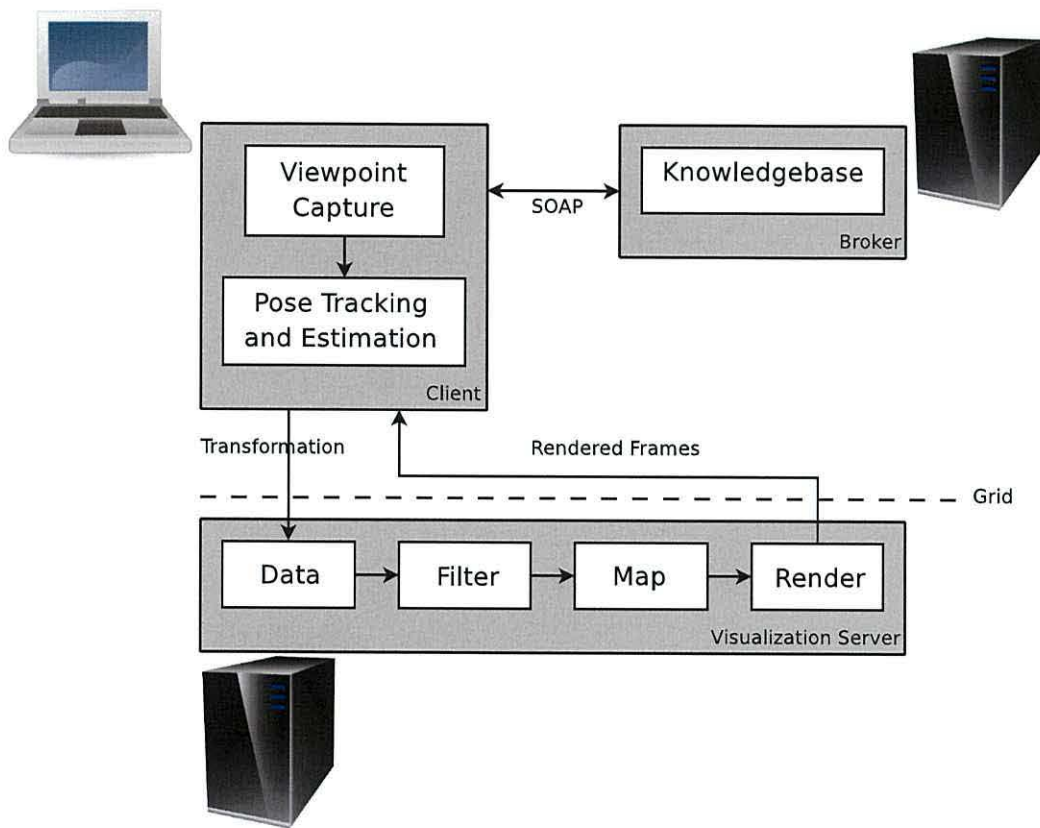 Viewpoint
Capture
Pose Tracking
and Estimation
Client
SOAP
Knowledgebase
Broker
Transformation
Rendered Frames
Grid
Data
Filter
Map
Render
Visualization Server